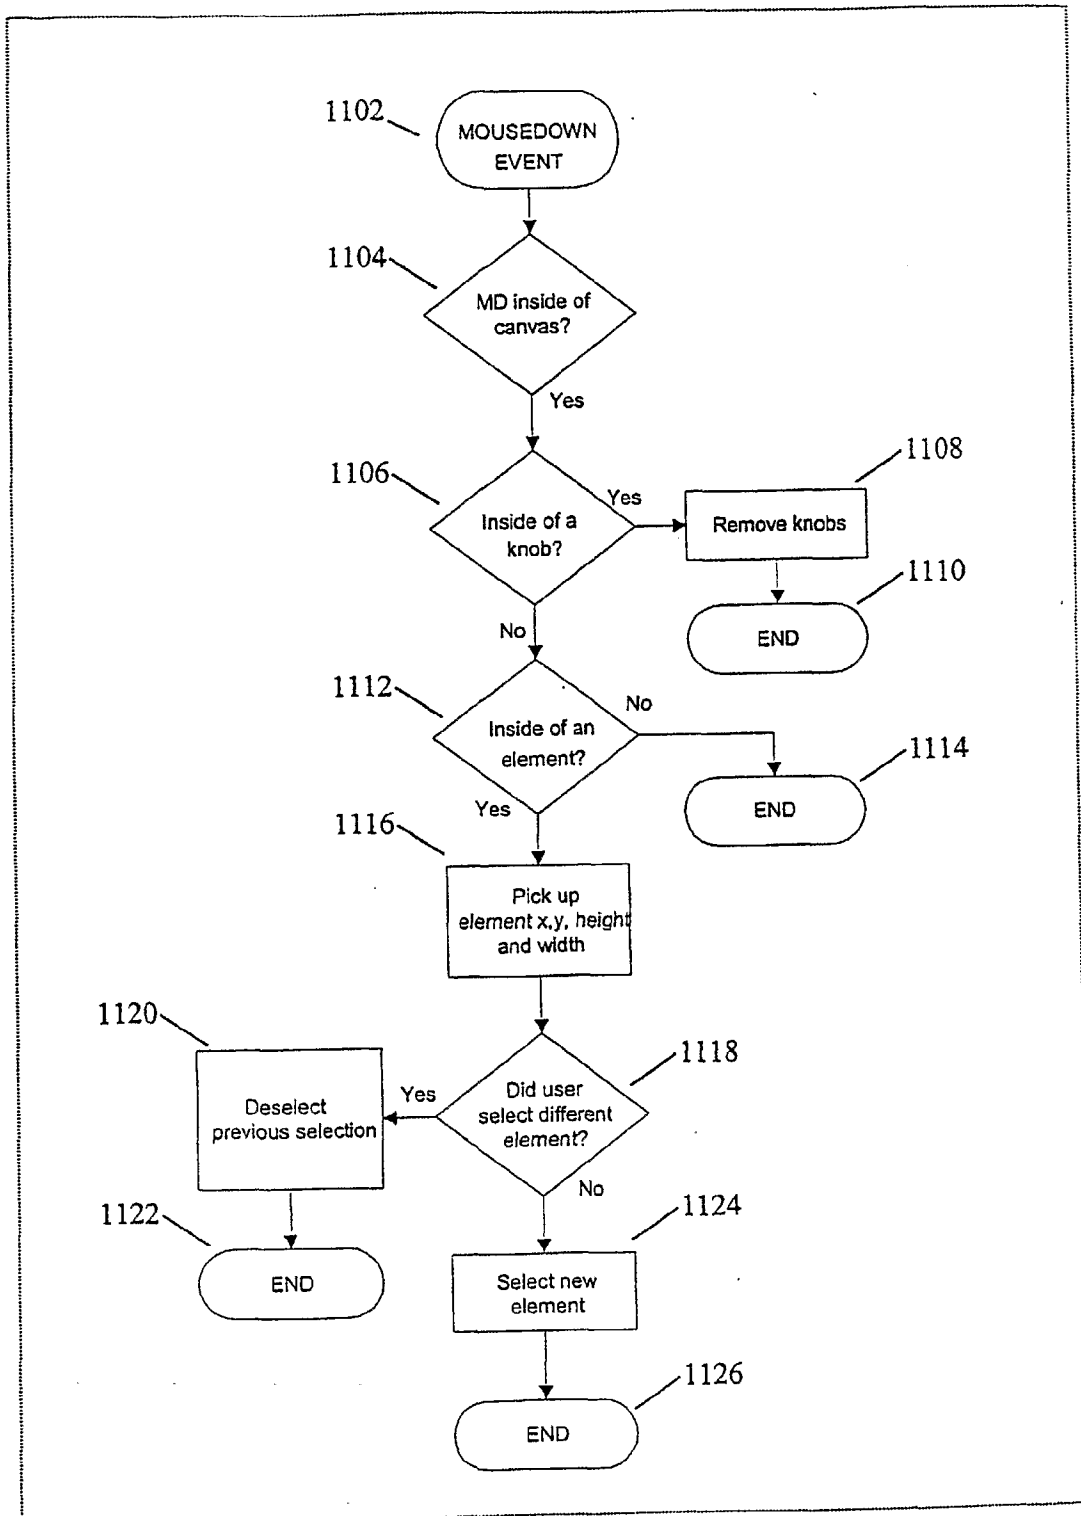 1102
MOUSEDOWN
EVENT
1104
MD inside of
canvas?
Yes
1106
Inside of a
knob?
Yes
1108
Remove knobs
1110
END
No
1112
Inside of an
element?
No
1114
END
Yes
1116
Pick up
element x,y, height
and width
1118
Did user
select different
element?
Yes
1120
Deselect
previous selection
1122
END
No
1124
Select new
element
1126
END